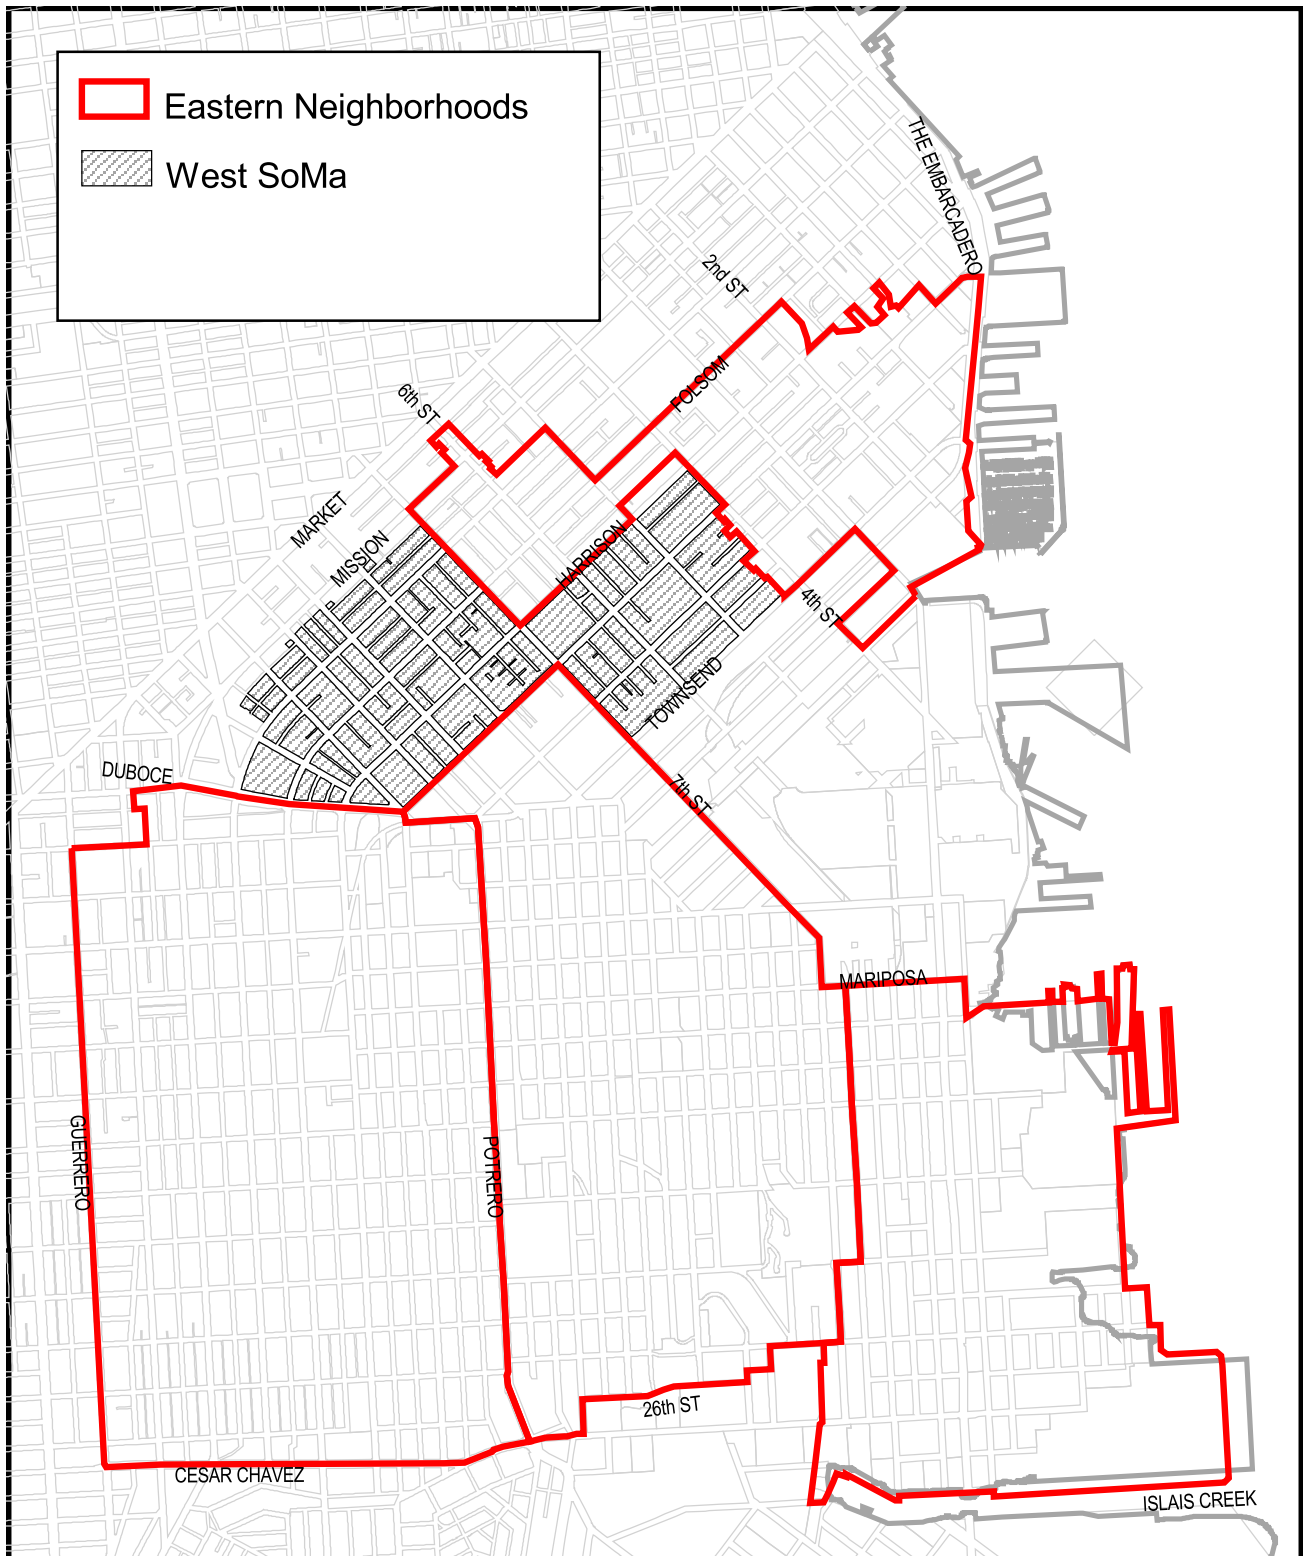 Eastern Neighborhoods
West SoMa
THE EMBARCADERO
2nd ST
FOLSOM
6th ST
MARKET
MISSION
HARRISON
4th ST
TOWNSEND
DUBOCE
7th ST
MARIPOSA
GUERRERO
POTRERO
26th ST
CESAR CHAVEZ
ISLAIS CREEK